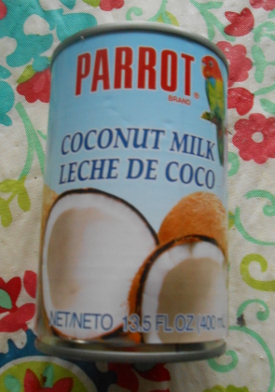 PARROT®
BRAND
COCONUT MILK
LECHE DE COCO
NET/NETO 13.5 FL OZ (400 mL